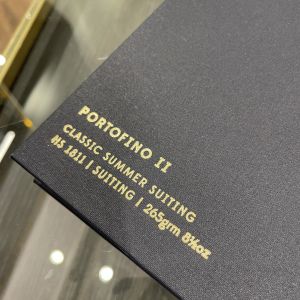 PORTOFINO II
CLASSIC SUMMER SUITING
HS 1811 | SUITING | 265grm 8½oz